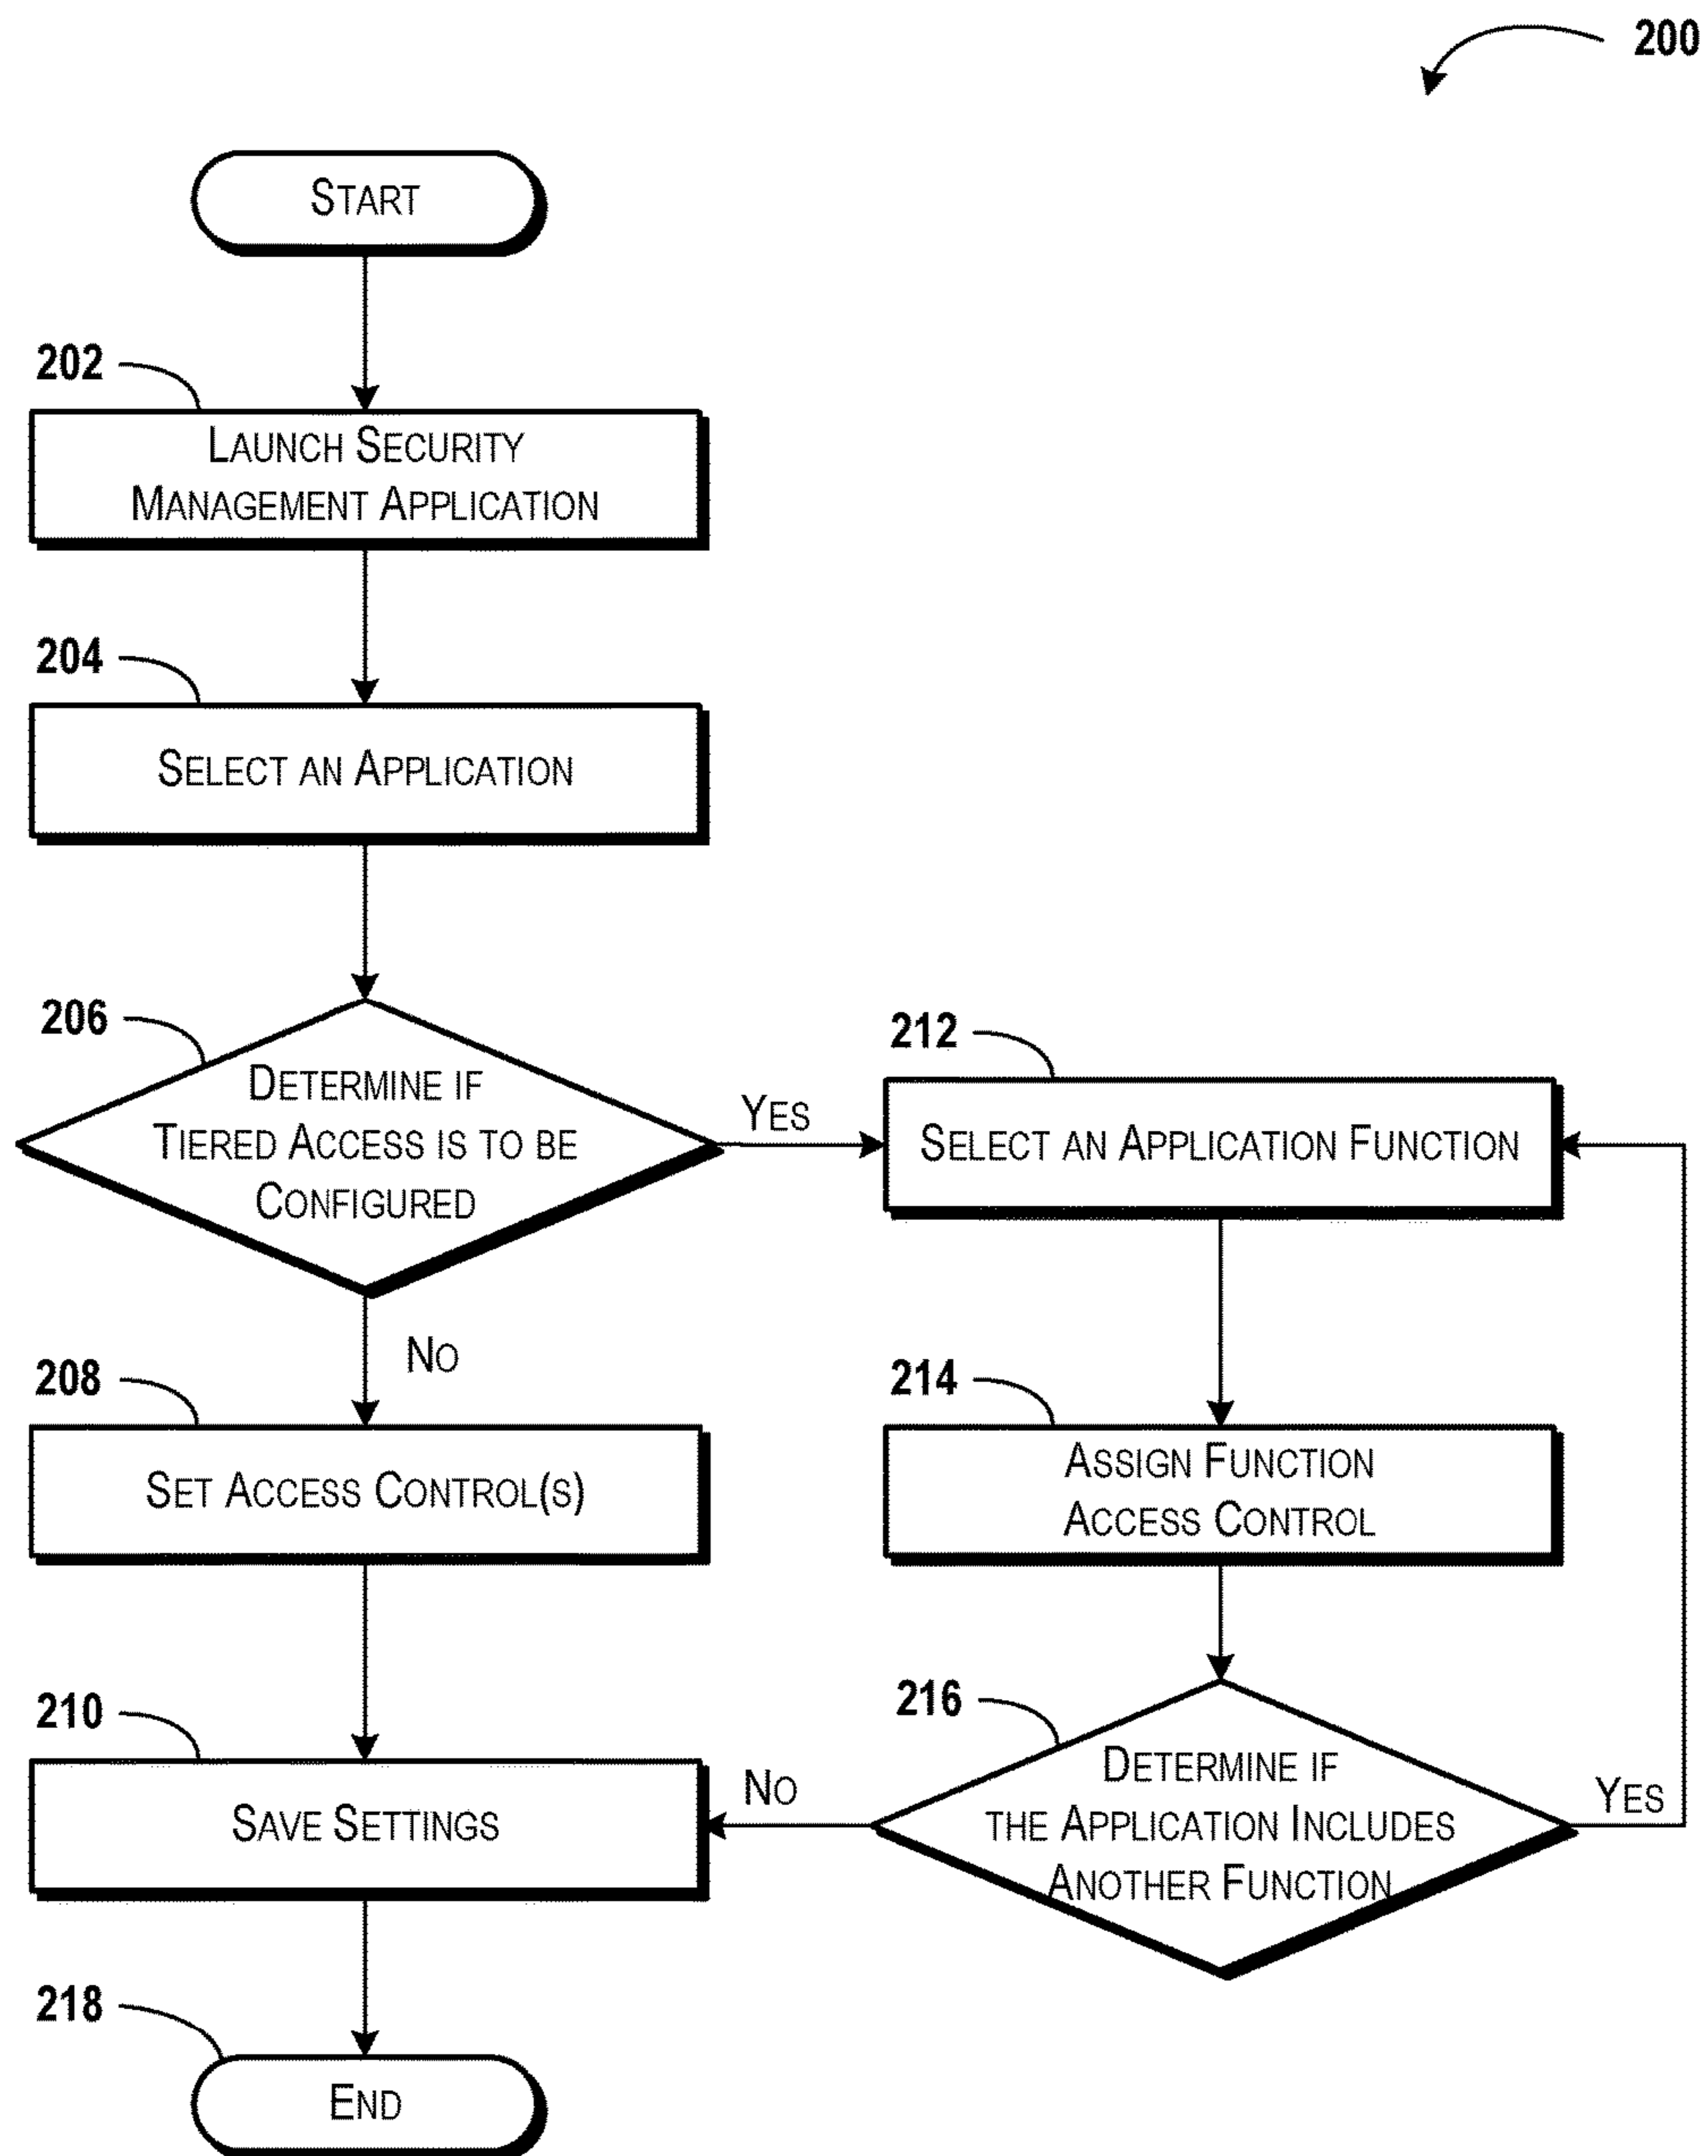 200
START
202
LAUNCH SECURITY
MANAGEMENT APPLICATION
204
SELECT AN APPLICATION
206
DETERMINE IF
TIERED ACCESS IS TO BE
CONFIGURED
YES
NO
212
SELECT AN APPLICATION FUNCTION
208
SET ACCESS CONTROL(S)
214
ASSIGN FUNCTION
ACCESS CONTROL
210
SAVE SETTINGS
216
DETERMINE IF
THE APPLICATION INCLUDES
ANOTHER FUNCTION
NO
YES
218
END